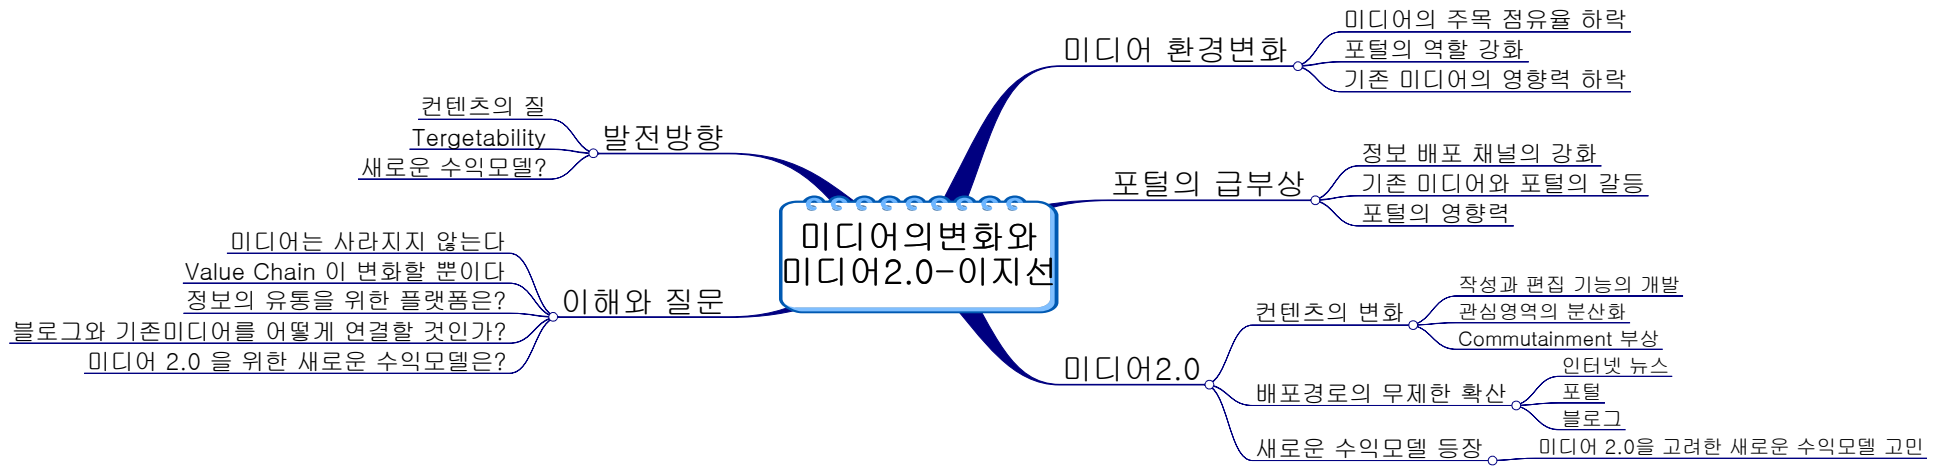 미디어의변화와
미디어2.0-이지선
미디어 환경변화
미디어의 주목 점유율 하락
포털의 역할 강화
기존 미디어의 영향력 하락
포털의 급부상
정보 배포 채널의 강화
기존 미디어와 포털의 갈등
포털의 영향력
미디어2.0
컨텐츠의 변화
작성과 편집 기능의 개발
관심영역의 분산화
Commutainment 부상
배포경로의 무제한 확산
인터넷 뉴스
포털
블로그
새로운 수익모델 등장
미디어 2.0을 고려한 새로운 수익모델 고민
발전방향
컨텐츠의 질
Tergetability
새로운 수익모델?
이해와 질문
미디어는 사라지지 않는다
Value Chain 이 변화할 뿐이다
정보의 유통을 위한 플랫폼은?
블로그와 기존미디어를 어떻게 연결할 것인가?
미디어 2.0 을 위한 새로운 수익모델은?